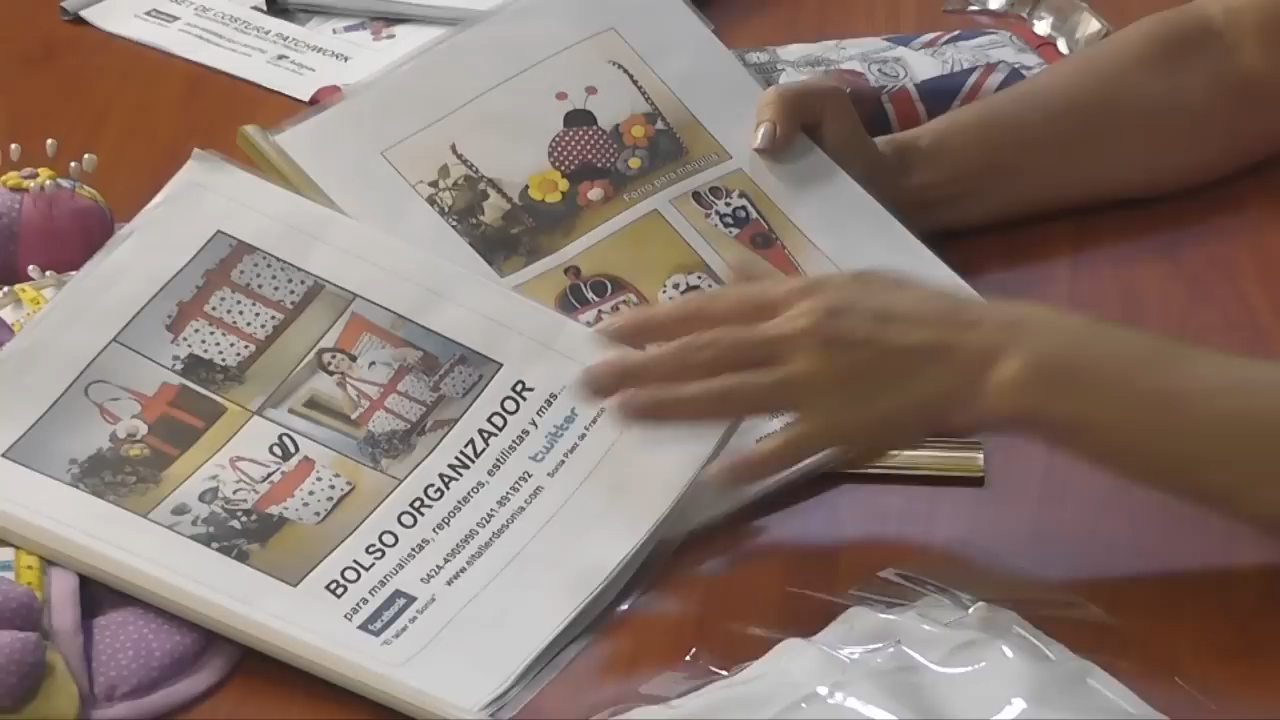 SET DE COSTURA PATCHWORK
Forro para maquina
BOLSO ORGANIZADOR
para manualistas, reposteros, estilistas y mas...
0424-4905990 0241-8918792
www.eltallerdesonia.com
facebook
"El taller de Sonia"
twitter
Sonia Páez de Franco